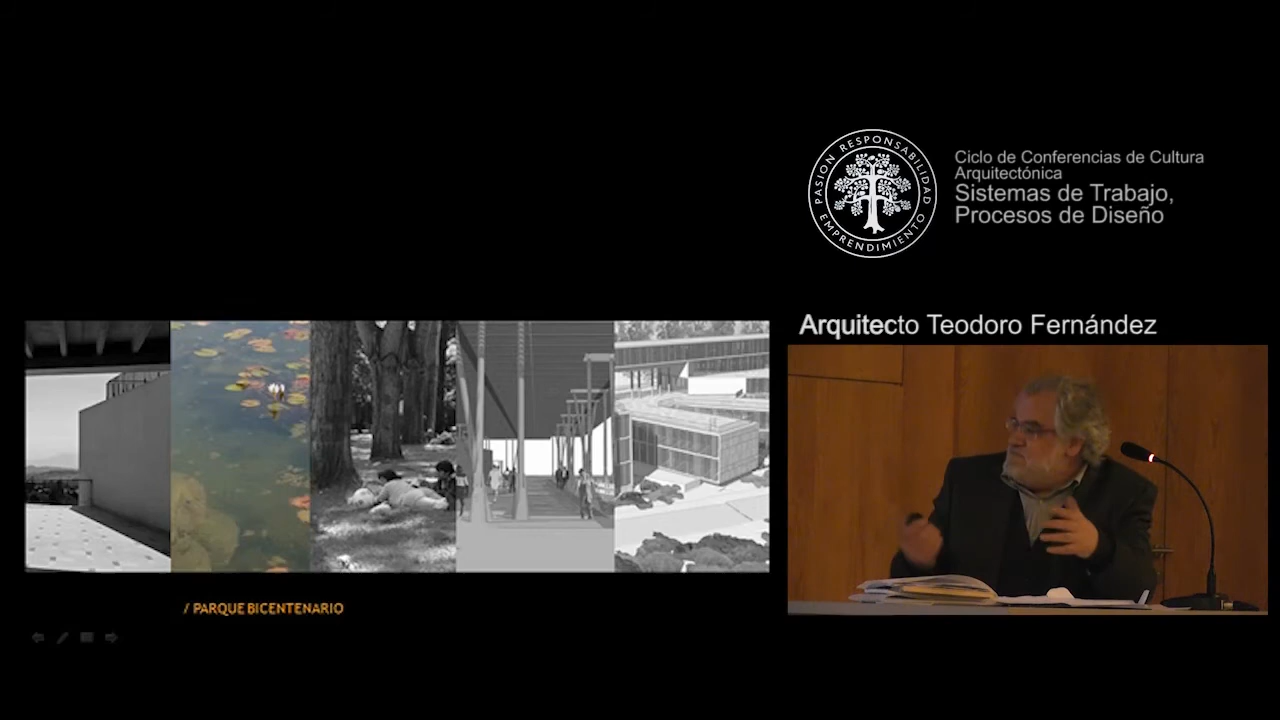 PASION RESPONSABILIDAD
EMPRENDIMIENTO
Ciclo de Conferencias de Cultura
Arquitectónica
Sistemas de Trabajo,
Procesos de Diseño
Arquitecto Teodoro Fernández
/ PARQUE BICENTENARIO